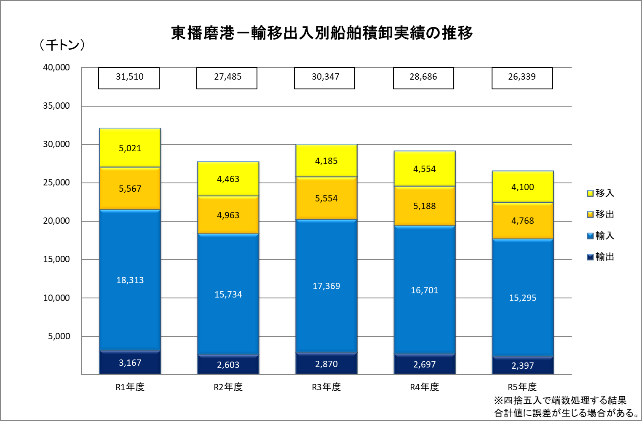 東播磨港－輸移出入別船舶積卸実績の推移
（千トン）
40,000
35,000
30,000
25,000
20,000
15,000
10,000
5,000
31,510 27,485 30,347 28,686 26,339
5,021 4,463 4,185 4,554 4,100
5,567 4,963 5,554 5,188 4,768
18,313 15,734 17,369 16,701 15,295
3,167 2,603 2,870 2,697 2,397
R1年度 R2年度 R3年度 R4年度 R5年度
移入
移出
輸入
輸出
※四捨五入で端数処理する結果
合計値に誤差が生じる場合がある。